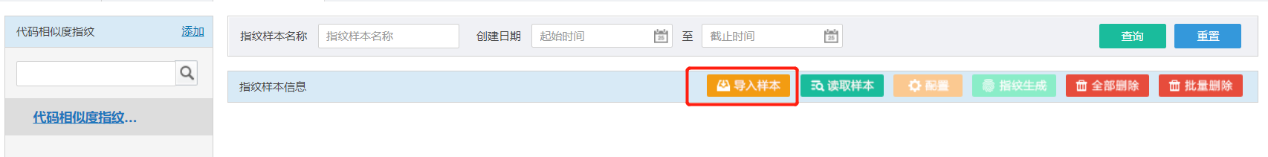 代码相似度指纹 添加
代码相似度指纹...
指纹样本名称 指纹样本名称 创建日期 起始时间 至 截止时间 查询 重置
指纹样本信息 导入样本 读取样本 配置 指纹生成 全部删除 批量删除